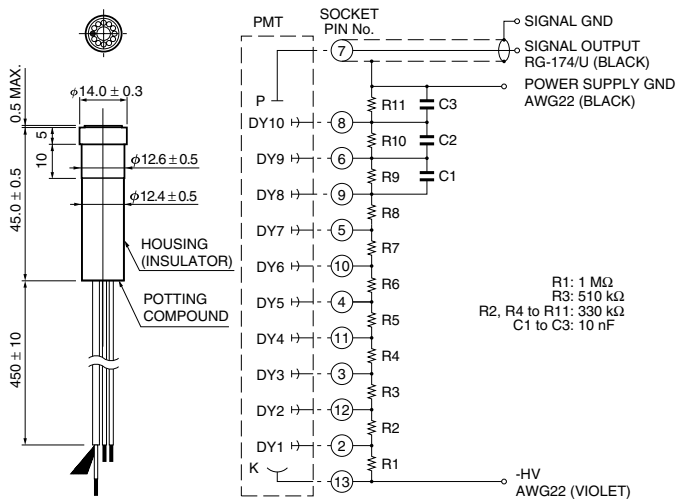 PMT
SOCKET
PIN No.
SIGNAL GND
7
SIGNAL OUTPUT
RG-174/U (BLACK)
POWER SUPPLY GND
AWG22 (BLACK)
0.5 MAX.
ϕ14.0 ± 0.3
5
10
ϕ12.6 ± 0.5
ϕ12.4 ± 0.5
45.0 ± 0.5
450 ± 10
HOUSING
(INSULATOR)
POTTING
COMPOUND
P
R11 C3
DY10 8
R10 C2
DY9 6
R9 C1
DY8 9
R8
DY7 5
R7
DY6 10
R6
DY5 4
R5
DY4 11
R4
DY3 3
R3
DY2 12
R2
DY1 2
R1
K 13
R1: 1 MΩ
R3: 510 kΩ
R2, R4 to R11: 330 kΩ
C1 to C3: 10 nF
-HV
AWG22 (VIOLET)